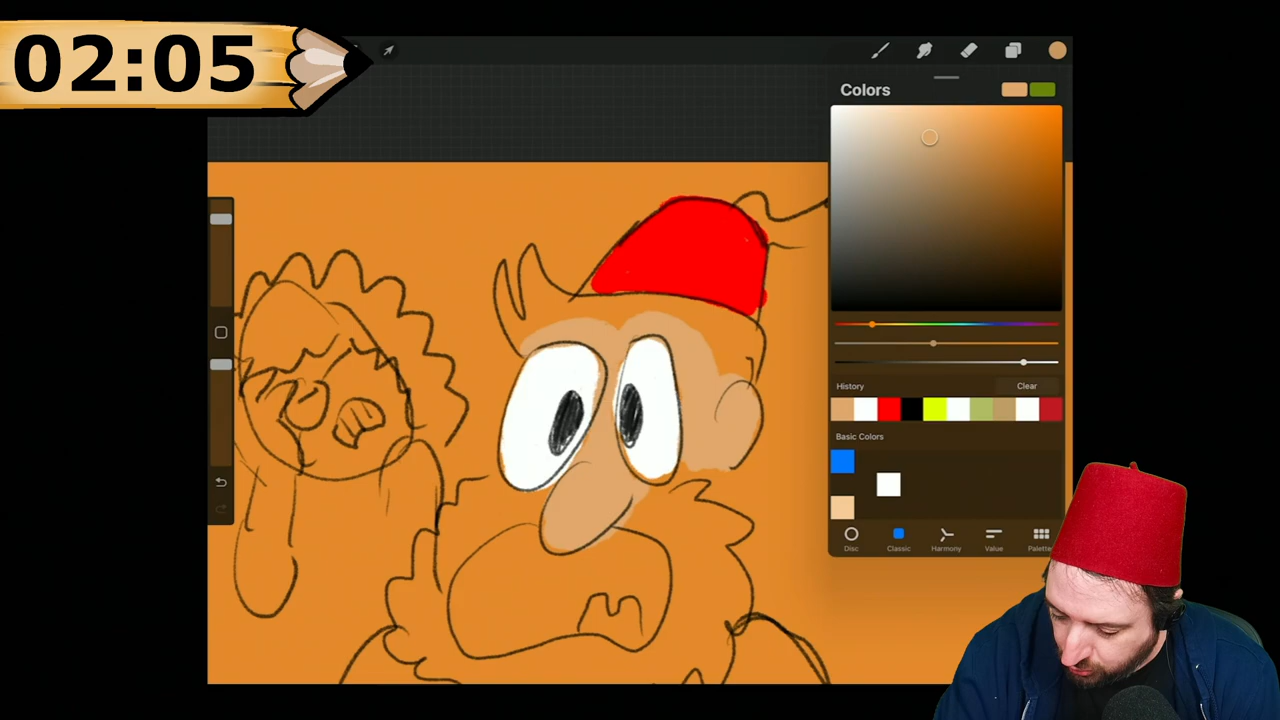 02:05
Colors
History
Clear
Basic Colors
Disc
Classic
Harmony
Value
Palette